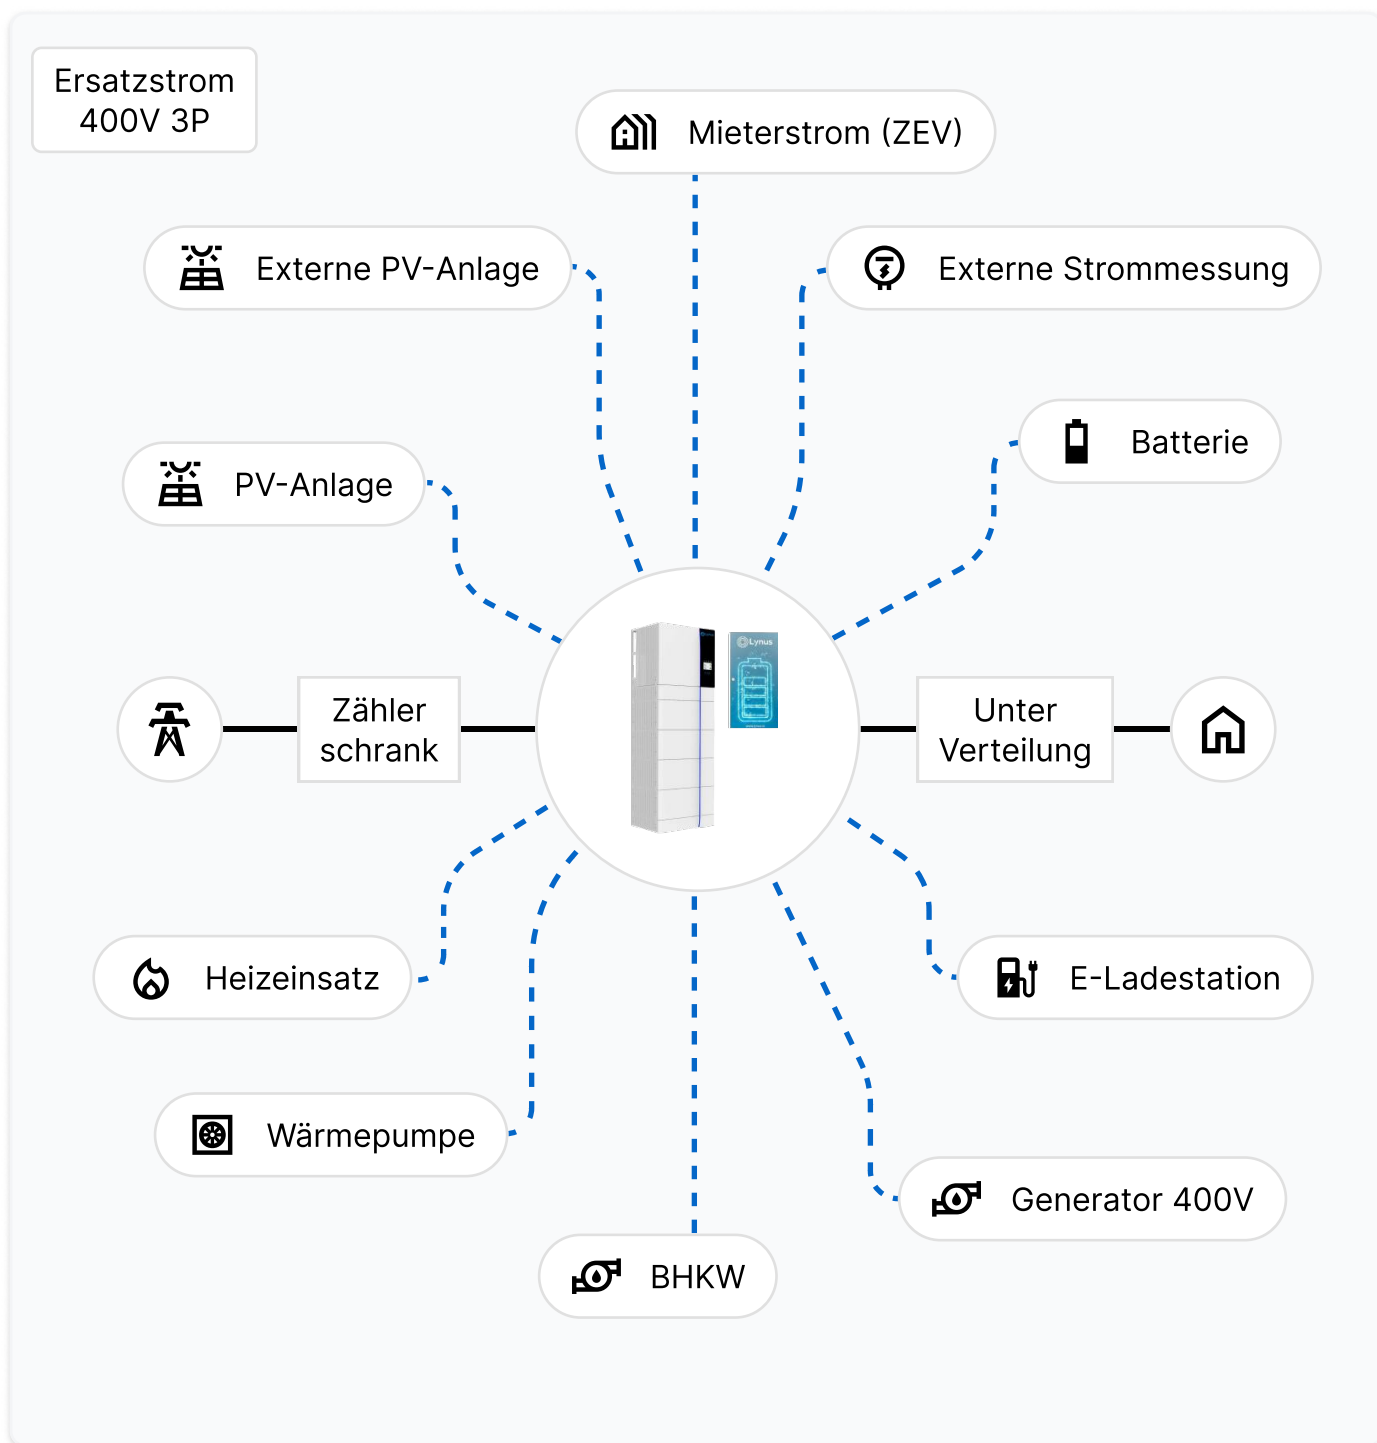 Ersatzstrom
400V 3P
Mieterstrom (ZEV)
Externe PV-Anlage
Externe Strommessung
Batterie
PV-Anlage
Lynus
Zähler
schrank
Unter
Verteilung
Heizeinsatz
E-Ladestation
Wärmepumpe
Generator 400V
BHKW